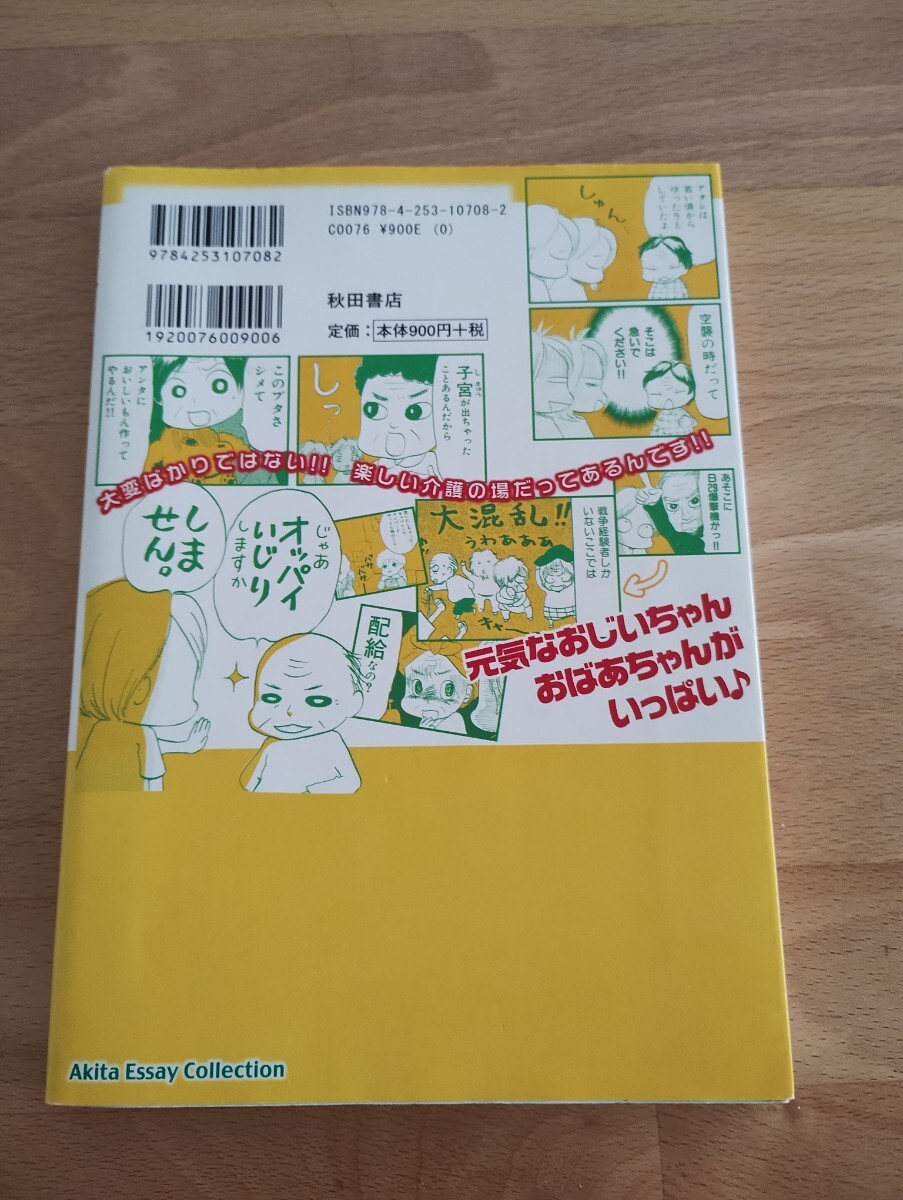 ISBN978-4-253-10708-2
C0076 ¥900E (0)
9784253107082
1920076009006
秋田書店
定価：本体900円+税
アタシは
若い頃から
ゆったりと
していたよ
しゅん…
空襲の時だって
そこは
急いで
ください!!
子宮が出ちゃった
しきゅう
ことあるんだから
しっ…
このブタさ
シメて
アンタに
おいしいもん作って
やるんだ!!
大変ばかりではない!! 楽しい介護の場だってあるんです!!
あそこに
B29爆撃機がっ!!
戦争経験者しか
いないここでは
大混乱!!
うわあああ
キャー
配給なの?
じゃあ
オッパイ
いじり
しますか
しま
せん。
元気なおじいちゃん
おばあちゃんが
いっぱい♪
Akita Essay Collection